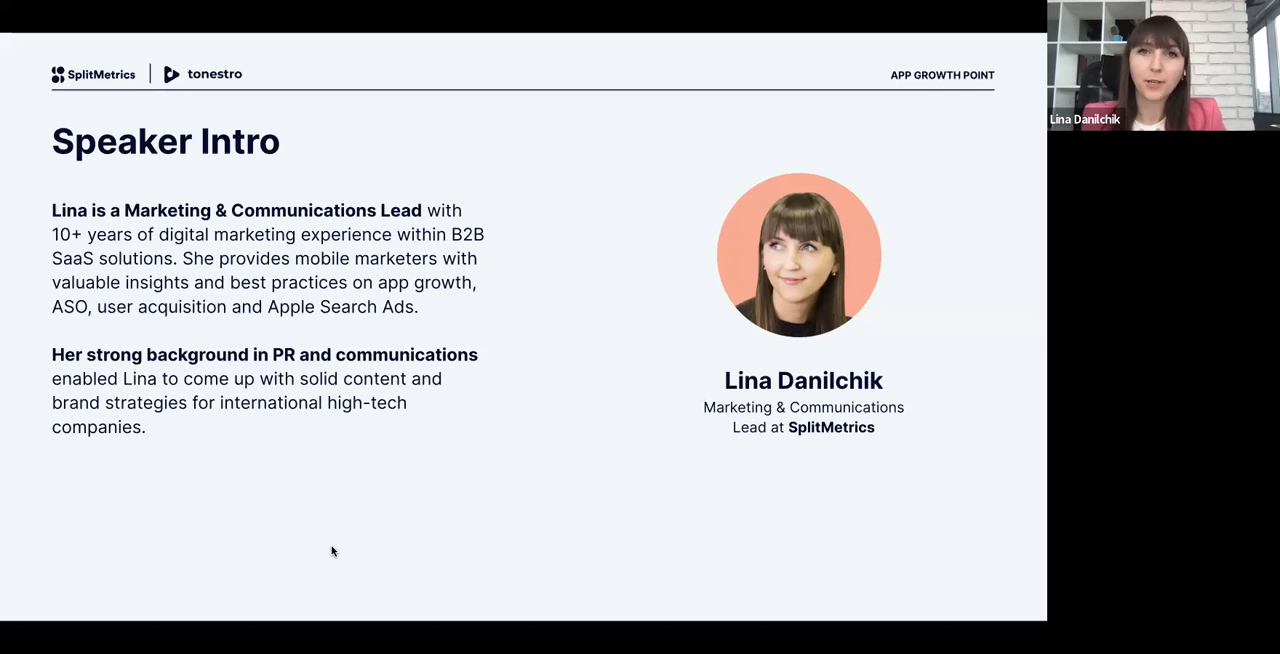 SplitMetrics
tonestro
APP GROWTH POINT
Speaker Intro
Lina is a Marketing & Communications Lead with
10+ years of digital marketing experience within B2B
SaaS solutions. She provides mobile marketers with
valuable insights and best practices on app growth,
ASO, user acquisition and Apple Search Ads.
Her strong background in PR and communications
enabled Lina to come up with solid content and
brand strategies for international high-tech
companies.
Lina Danilchik
Marketing & Communications
Lead at SplitMetrics
Lina Danilchik